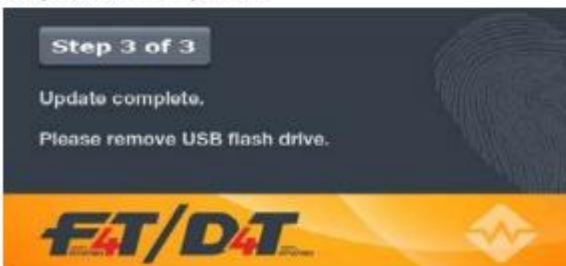 Step 3 of 3
Update complete.
Please remove USB flash drive.
F4T/D4T